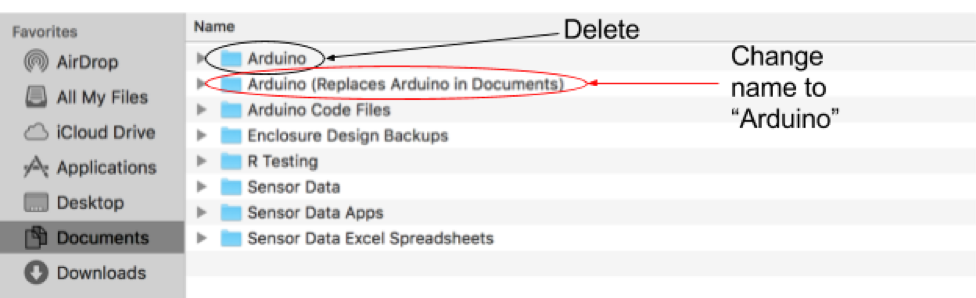 Favorites
AirDrop
All My Files
iCloud Drive
Applications
Desktop
Documents
Downloads
Name
Arduino
Arduino (Replaces Arduino in Documents)
Arduino Code Files
Enclosure Design Backups
R Testing
Sensor Data
Sensor Data Apps
Sensor Data Excel Spreadsheets
Delete
Change
name to
“Arduino”